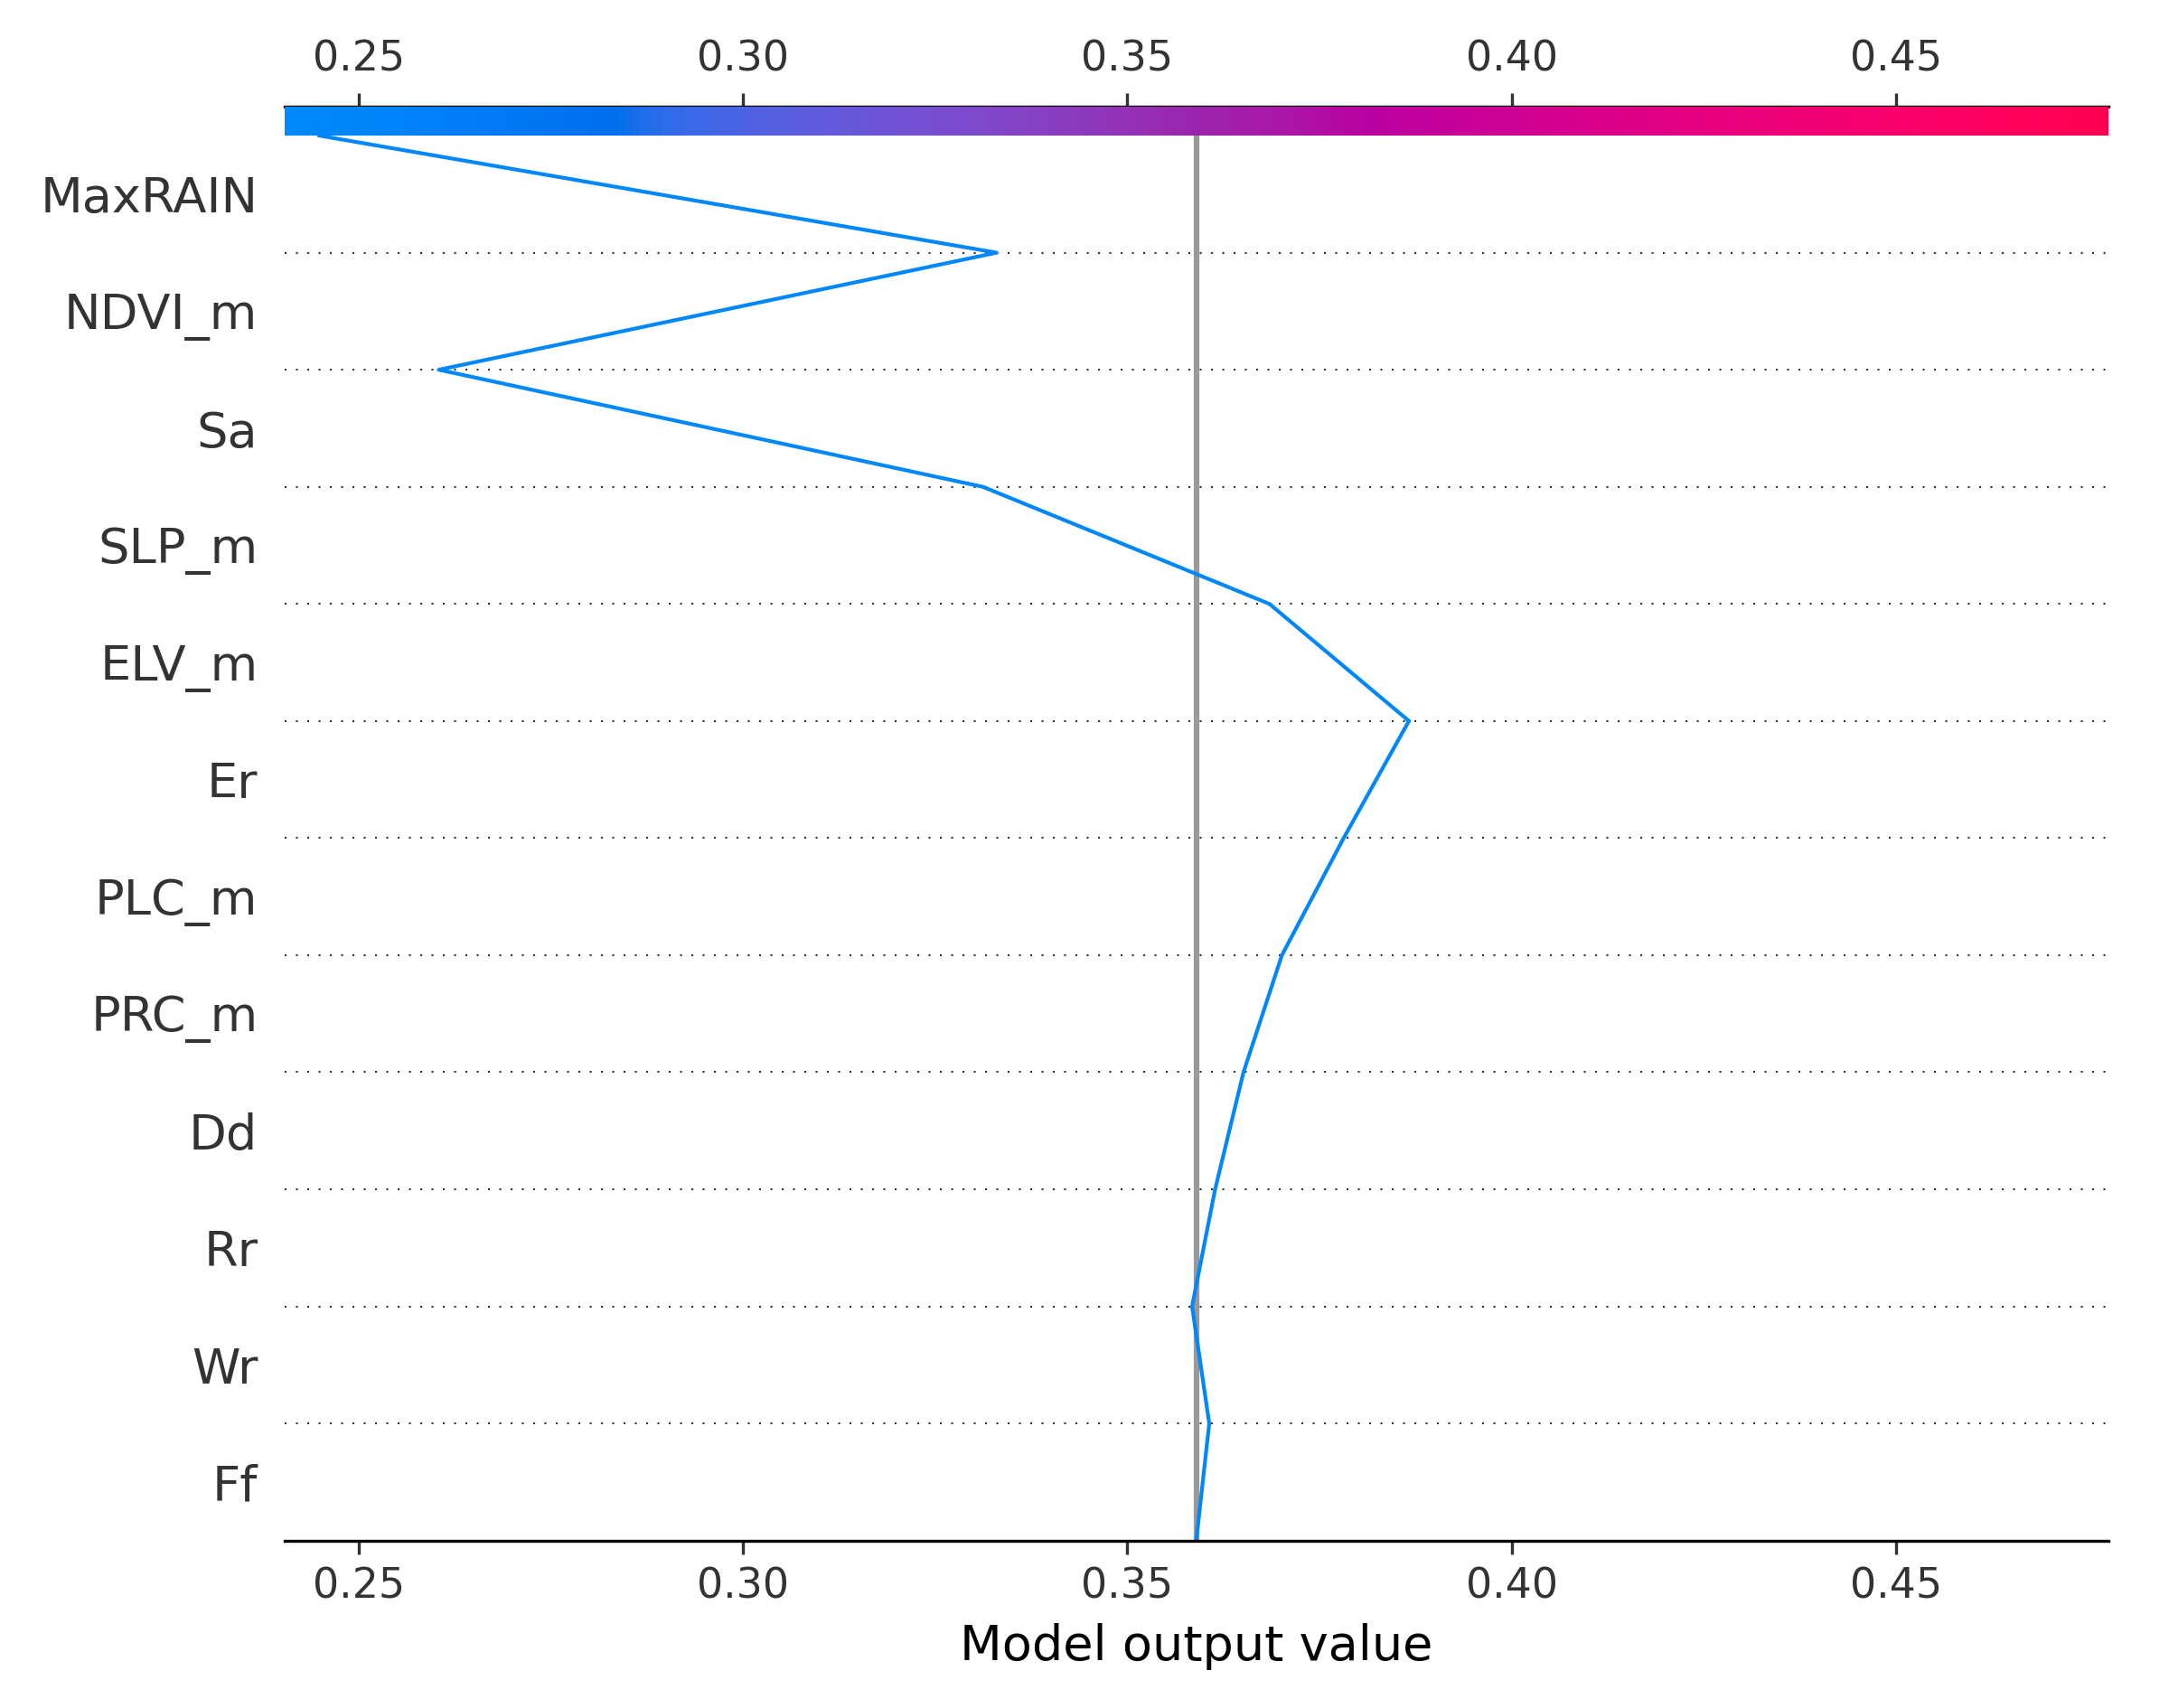 0.25 0.30 0.35 0.40 0.45
MaxRAIN
NDVI_m
Sa
SLP_m
ELV_m
Er
PLC_m
PRC_m
Dd
Rr
Wr
Ff
0.25 0.30 0.35 0.40 0.45
Model output value